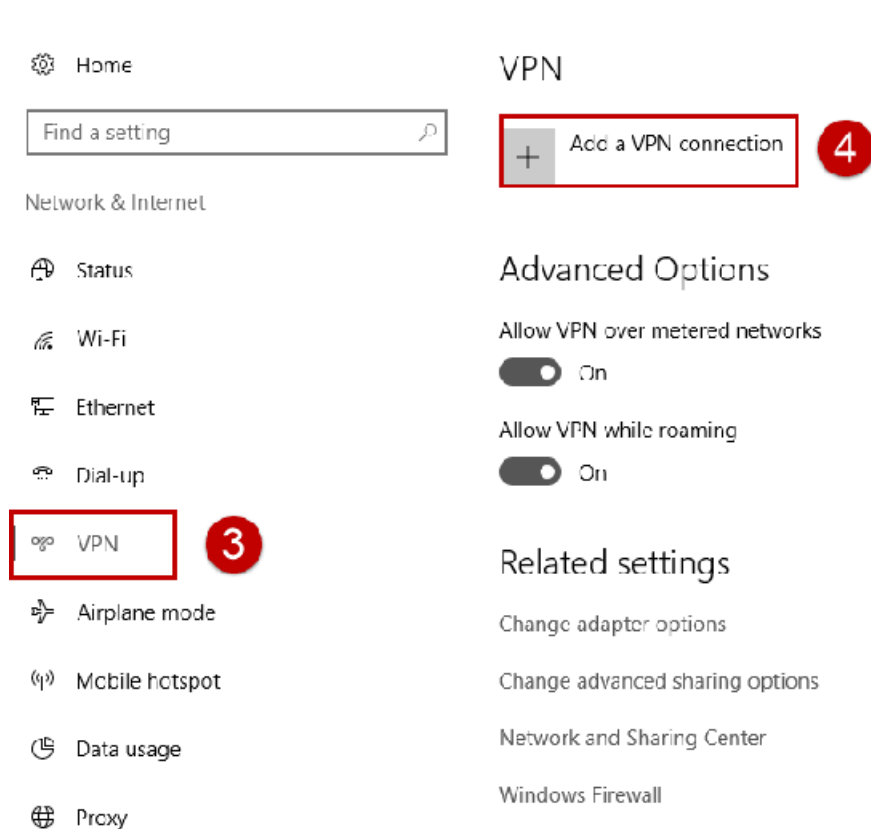 Home
Find a setting
Network & Internet
Status
Wi-Fi
Ethernet
Dial-up
VPN
3
Airplane mode
Mobile hotspot
Data usage
Proxy
VPN
Add a VPN connection
4
Advanced Options
Allow VPN over metered networks
On
Allow VPN while roaming
On
Related settings
Change adapter options
Change advanced sharing options
Network and Sharing Center
Windows Firewall